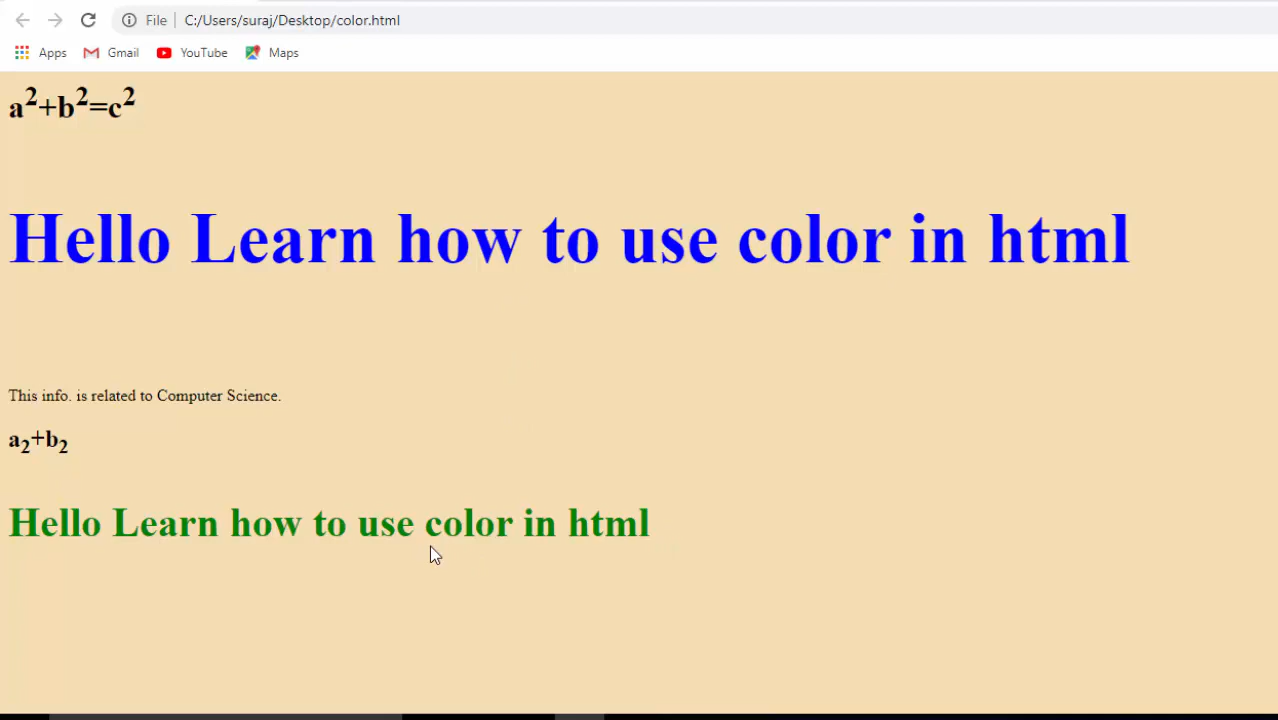 File C:/Users/suraj/Desktop/color.html
Apps Gmail YouTube Maps
a²+b²=c²
Hello Learn how to use color in html
This info. is related to Computer Science.
a₂+b₂
Hello Learn how to use color in html